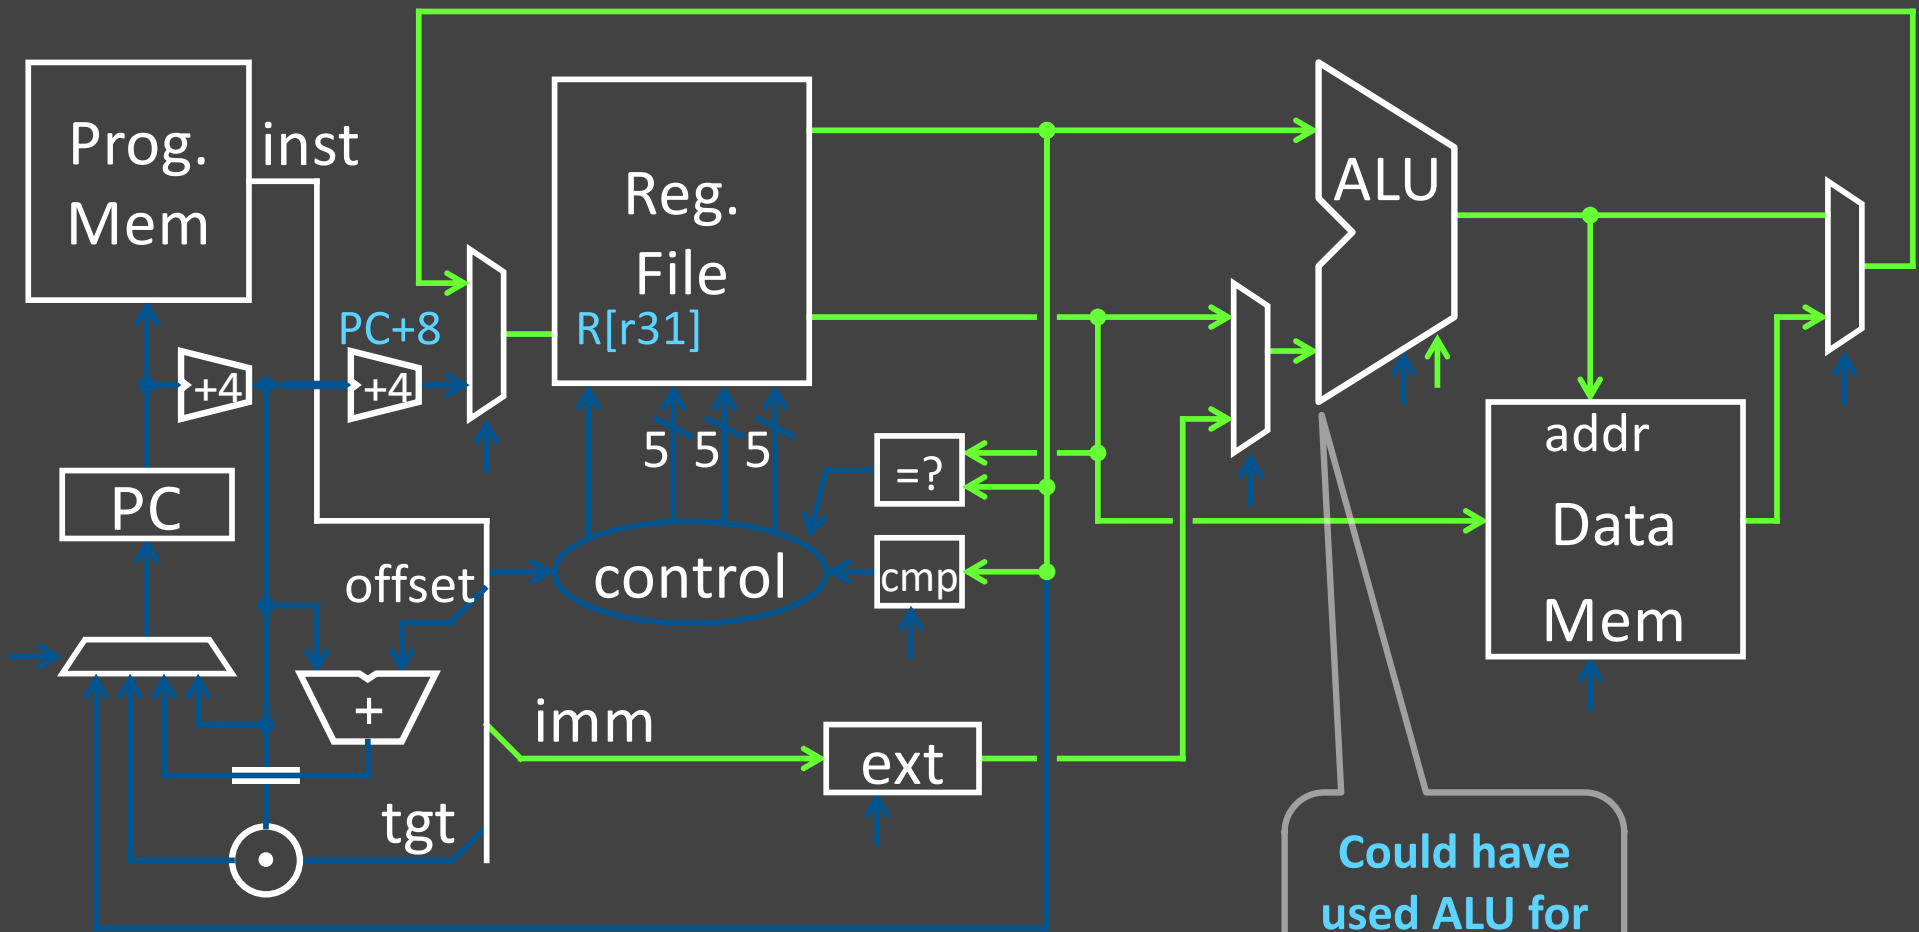 Prog.
Mem
inst
Reg.
File
R[r31]
ALU
PC+8
+4
+4
5 5 5
=?
addr
Data
Mem
PC
offset
control
cmp
+
imm
ext
tgt
Could have
used ALU for